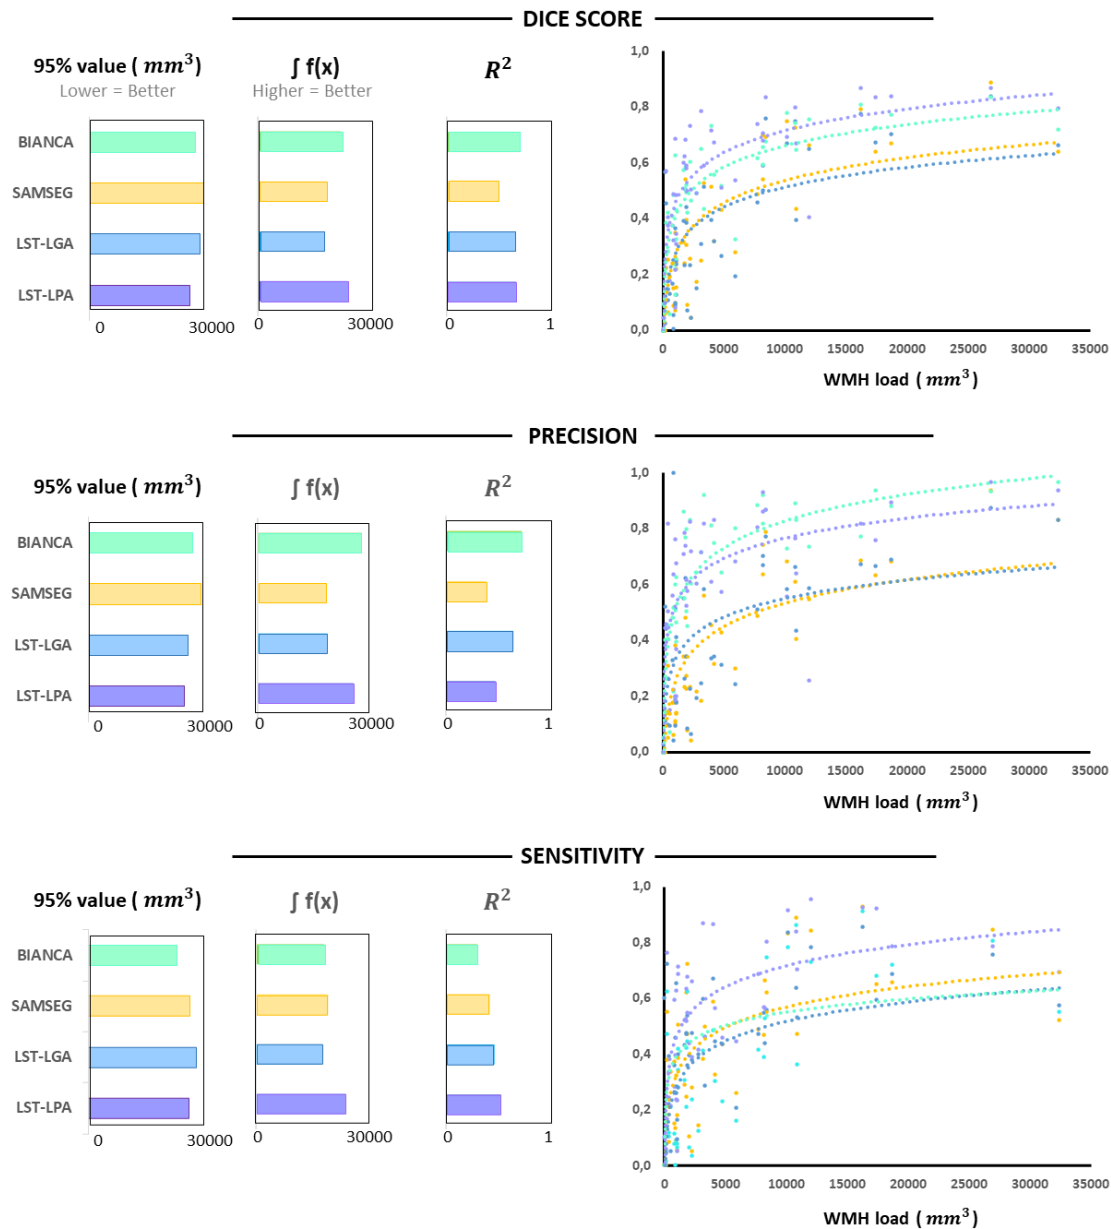 DICE SCORE
95% value ( mm³)
Lower = Better
∫ f(x)
Higher = Better
R²
BIANCA
SAMSEG
LST-LGA
LST-LPA
0 30000
0 30000
0 1
1,0
0,8
0,6
0,4
0,2
0,0
0 5000 10000 15000 20000 25000 30000 35000
WMH load ( mm³)
PRECISION
95% value ( mm³)
∫ f(x)
R²
BIANCA
SAMSEG
LST-LGA
LST-LPA
0 30000
0 30000
0 1
1,0
0,8
0,6
0,4
0,2
0,0
0 5000 10000 15000 20000 25000 30000 35000
WMH load ( mm³)
SENSITIVITY
95% value ( mm³)
∫ f(x)
R²
BIANCA
SAMSEG
LST-LGA
LST-LPA
0 30000
0 30000
0 1
1,0
0,8
0,6
0,4
0,2
0,0
0 5000 10000 15000 20000 25000 30000 35000
WMH load ( mm³)